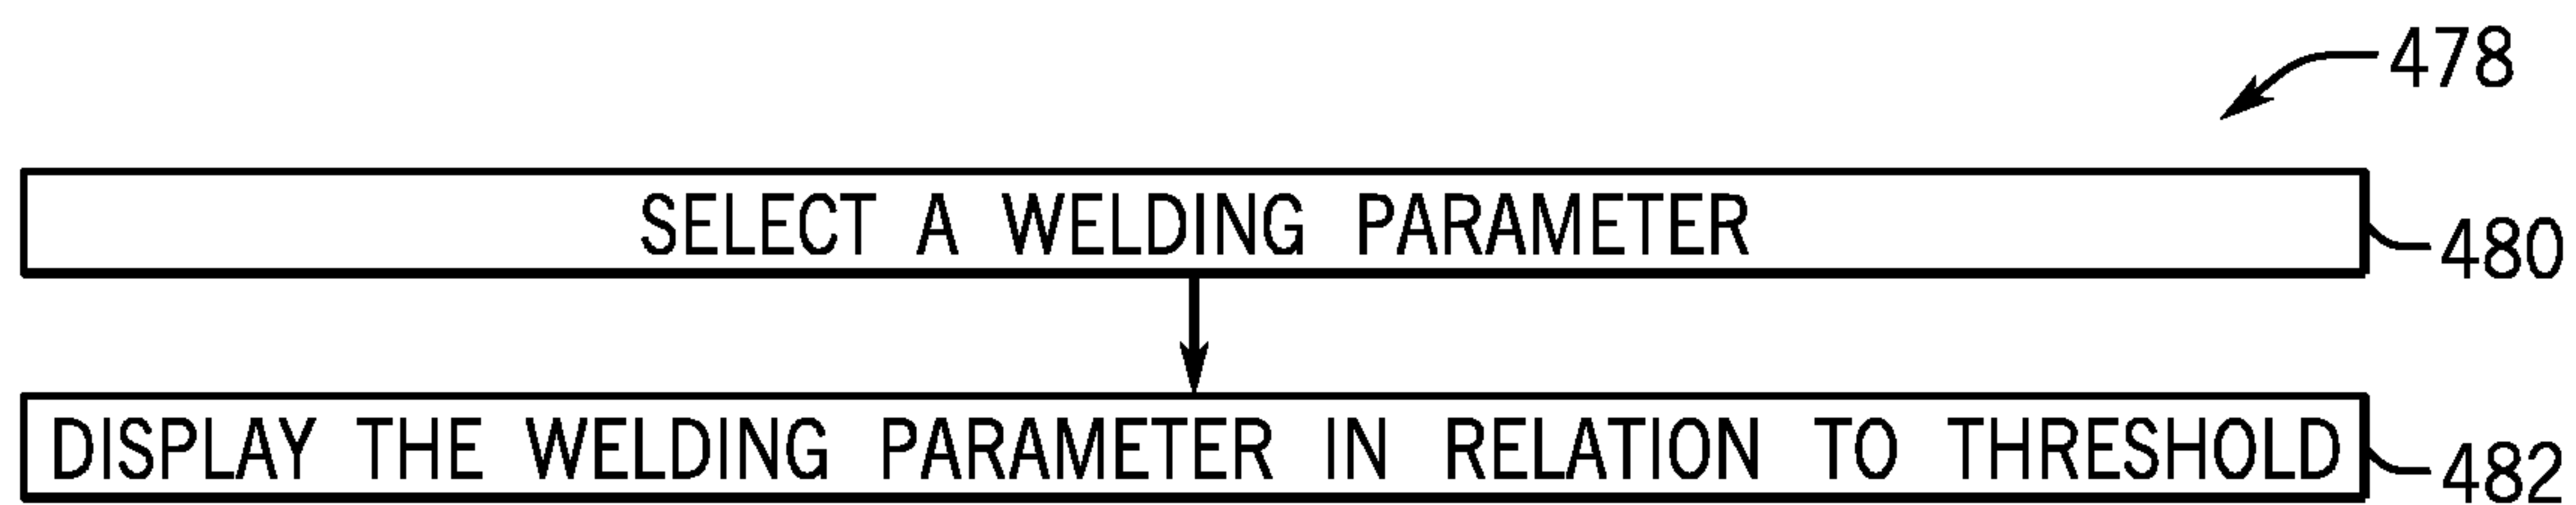 478
SELECT A WELDING PARAMETER
480
DISPLAY THE WELDING PARAMETER IN RELATION TO THRESHOLD
482